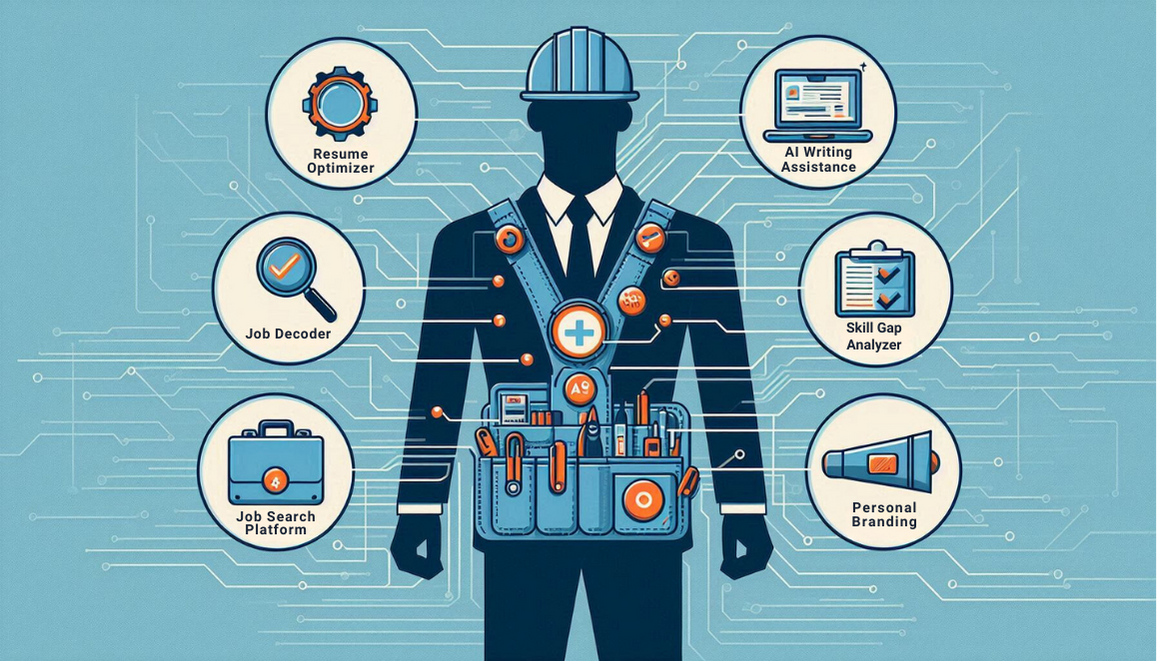 Resume
Optimizer
AI Writing
Assistance
Job Decoder
Skill Gap
Analyzer
Job Search
Platform
Personal
Branding